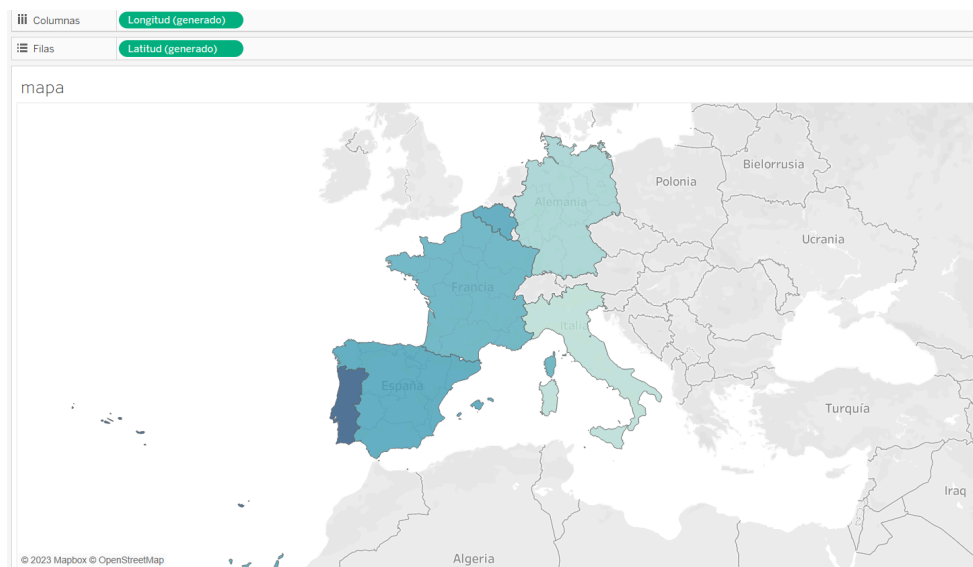 Columnas
Longitud (generado)
Filas
Latitud (generado)
mapa
Bielorrusia
Polonia
Alemania
Ucrania
Francia
Italia
España
Turquía
Iraq
Algeria
© 2023 Mapbox © OpenStreetMap